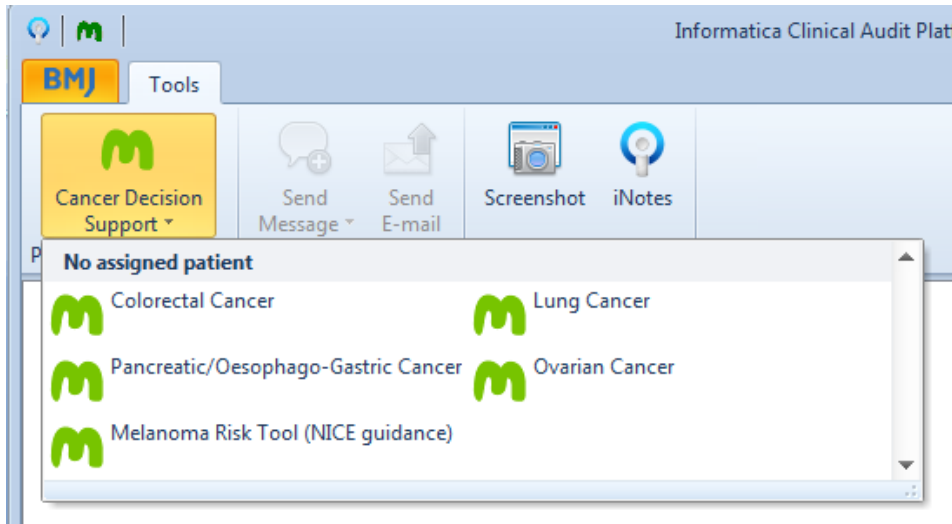 Informatica Clinical Audit
BMJ
Tools
Cancer Decision
Support
Send
Message
Send
E-mail
Screenshot
iNotes
No assigned patient
Colorectal Cancer
Lung Cancer
Pancreatic/Oesophago-Gastric Cancer
Ovarian Cancer
Melanoma Risk Tool (NICE guidance)